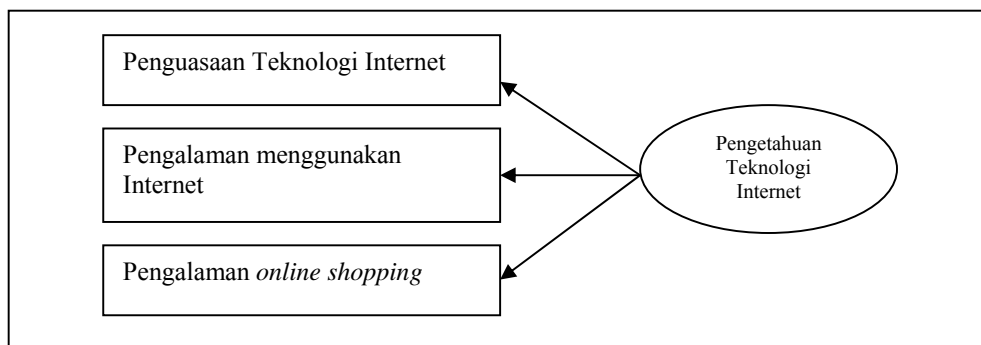 Penguasaan Teknologi Internet
Pengalaman menggunakan
Internet
Pengalaman online shopping
Pengetahuan
Teknologi
Internet